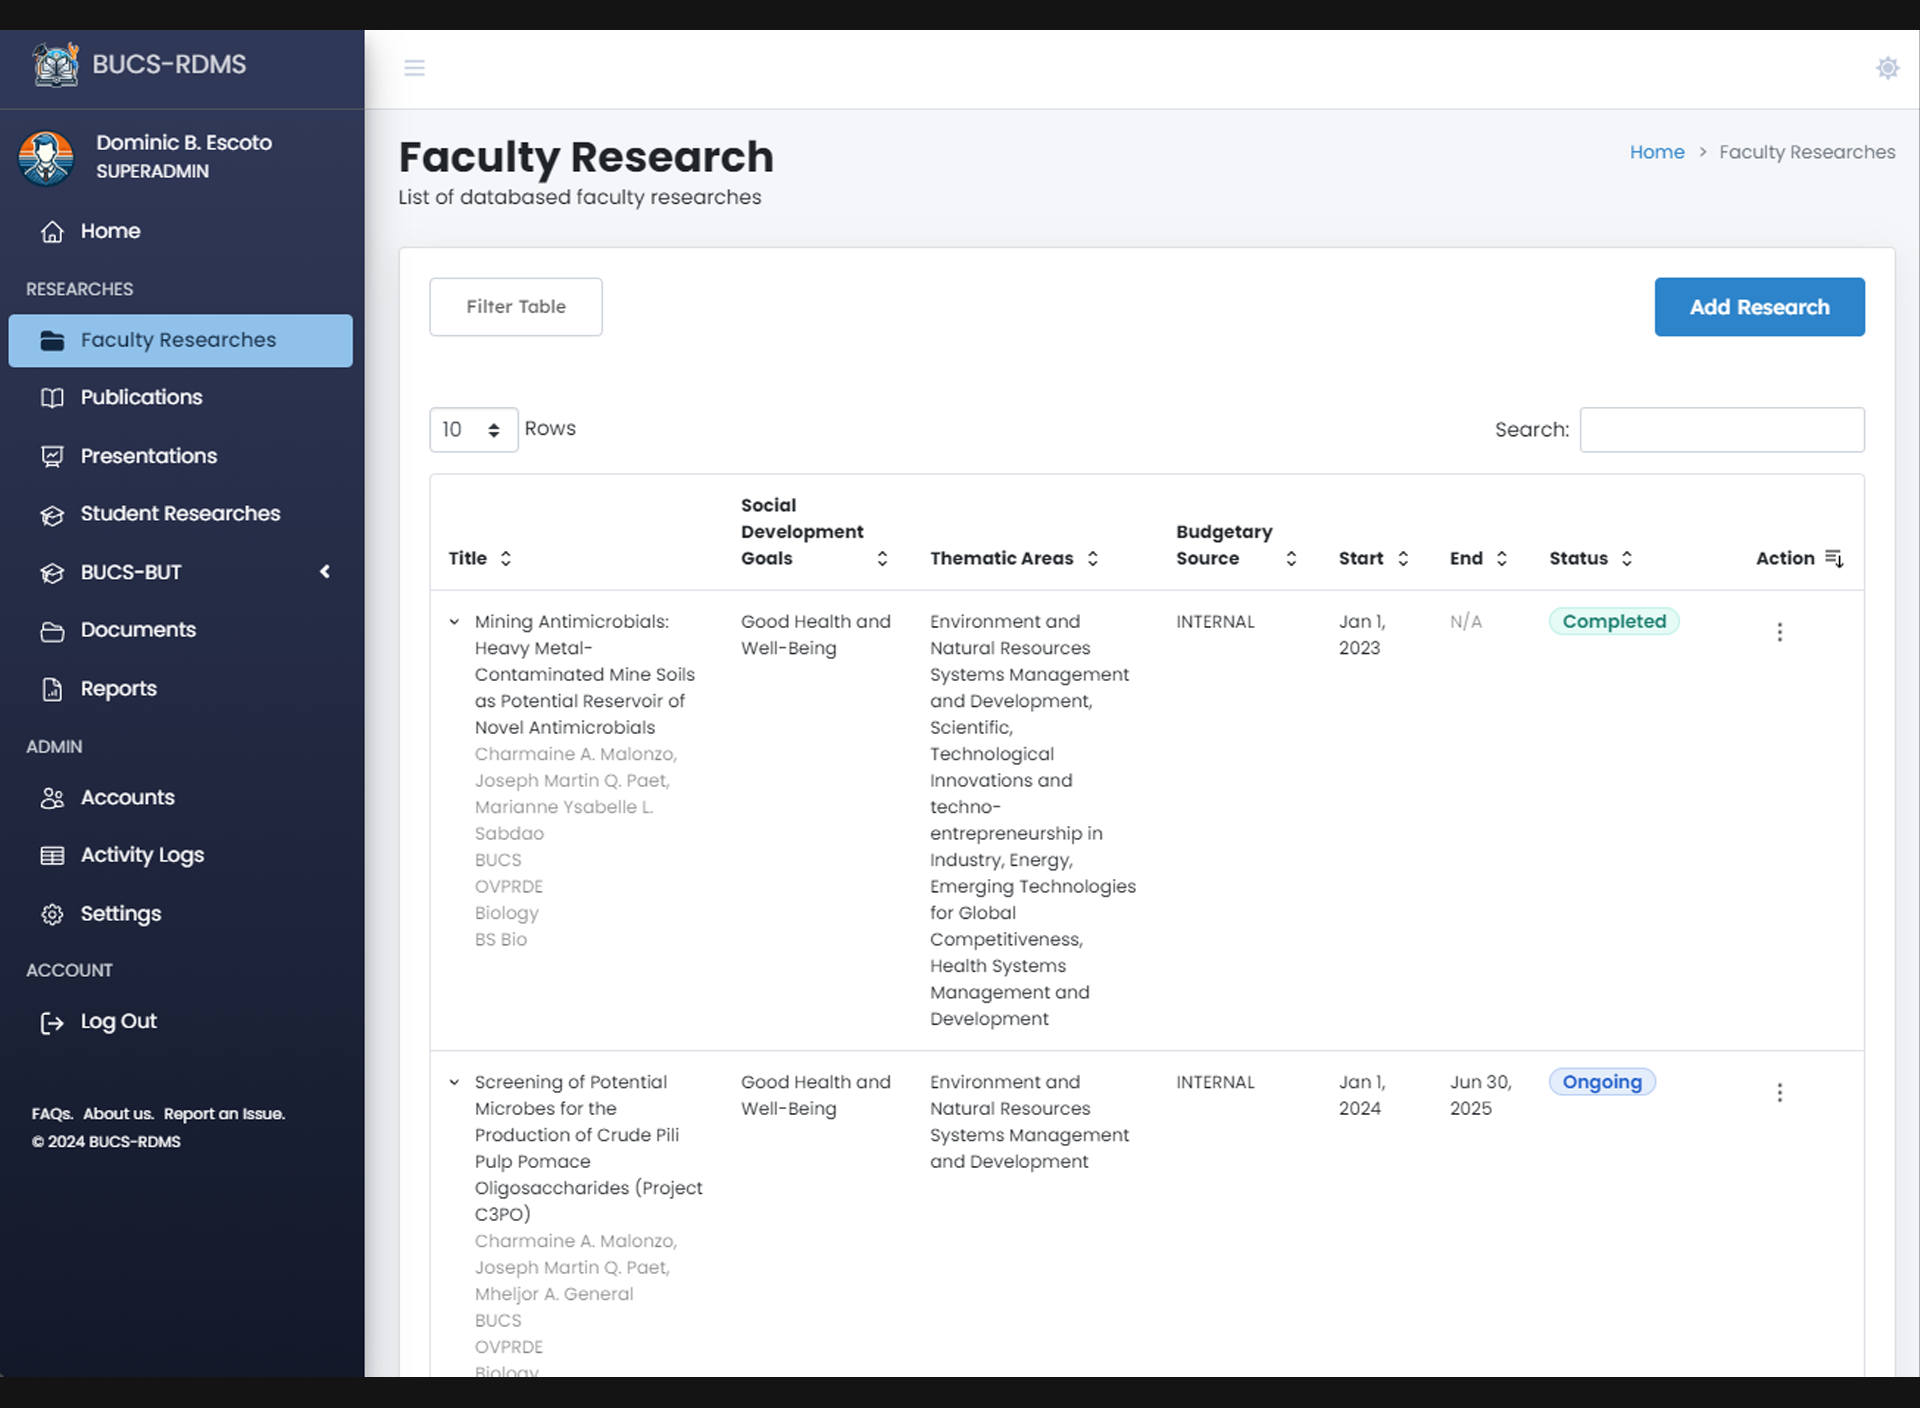 BUCS-RDMS
Dominic B. Escoto
SUPERADMIN
Home
RESEARCHES
Faculty Researches
Publications
Presentations
Student Researches
BUCS-BUT
Documents
Reports
ADMIN
Accounts
Activity Logs
Settings
ACCOUNT
Log Out
FAQs. About us. Report an Issue.
© 2024 BUCS-RDMS
Faculty Research
List of databased faculty researches
Home > Faculty Researches
Filter Table
Add Research
10 Rows
Search:
Title
Social
Development
Goals
Thematic Areas
Budgetary
Source
Start
End
Status
Action
Mining Antimicrobials:
Heavy Metal-
Contaminated Mine Soils
as Potential Reservoir of
Novel Antimicrobials
Charmaine A. Malonzo,
Joseph Martin Q. Paet,
Marianne Ysabelle L.
Sabdao
BUCS
OVPRDE
Biology
BS Bio
Good Health and
Well-Being
Environment and
Natural Resources
Systems Management
and Development,
Scientific,
Technological
Innovations and
techno-
entrepreneurship in
Industry, Energy,
Emerging Technologies
for Global
Competitiveness,
Health Systems
Management and
Development
INTERNAL
Jan 1,
2023
N/A
Completed
Screening of Potential
Microbes for the
Production of Crude Pili
Pulp Pomace
Oligosaccharides (Project
C3PO)
Charmaine A. Malonzo,
Joseph Martin Q. Paet,
Mheljor A. General
BUCS
OVPRDE
Biology
Good Health and
Well-Being
Environment and
Natural Resources
Systems Management
and Development
INTERNAL
Jan 1,
2024
Jun 30,
2025
Ongoing